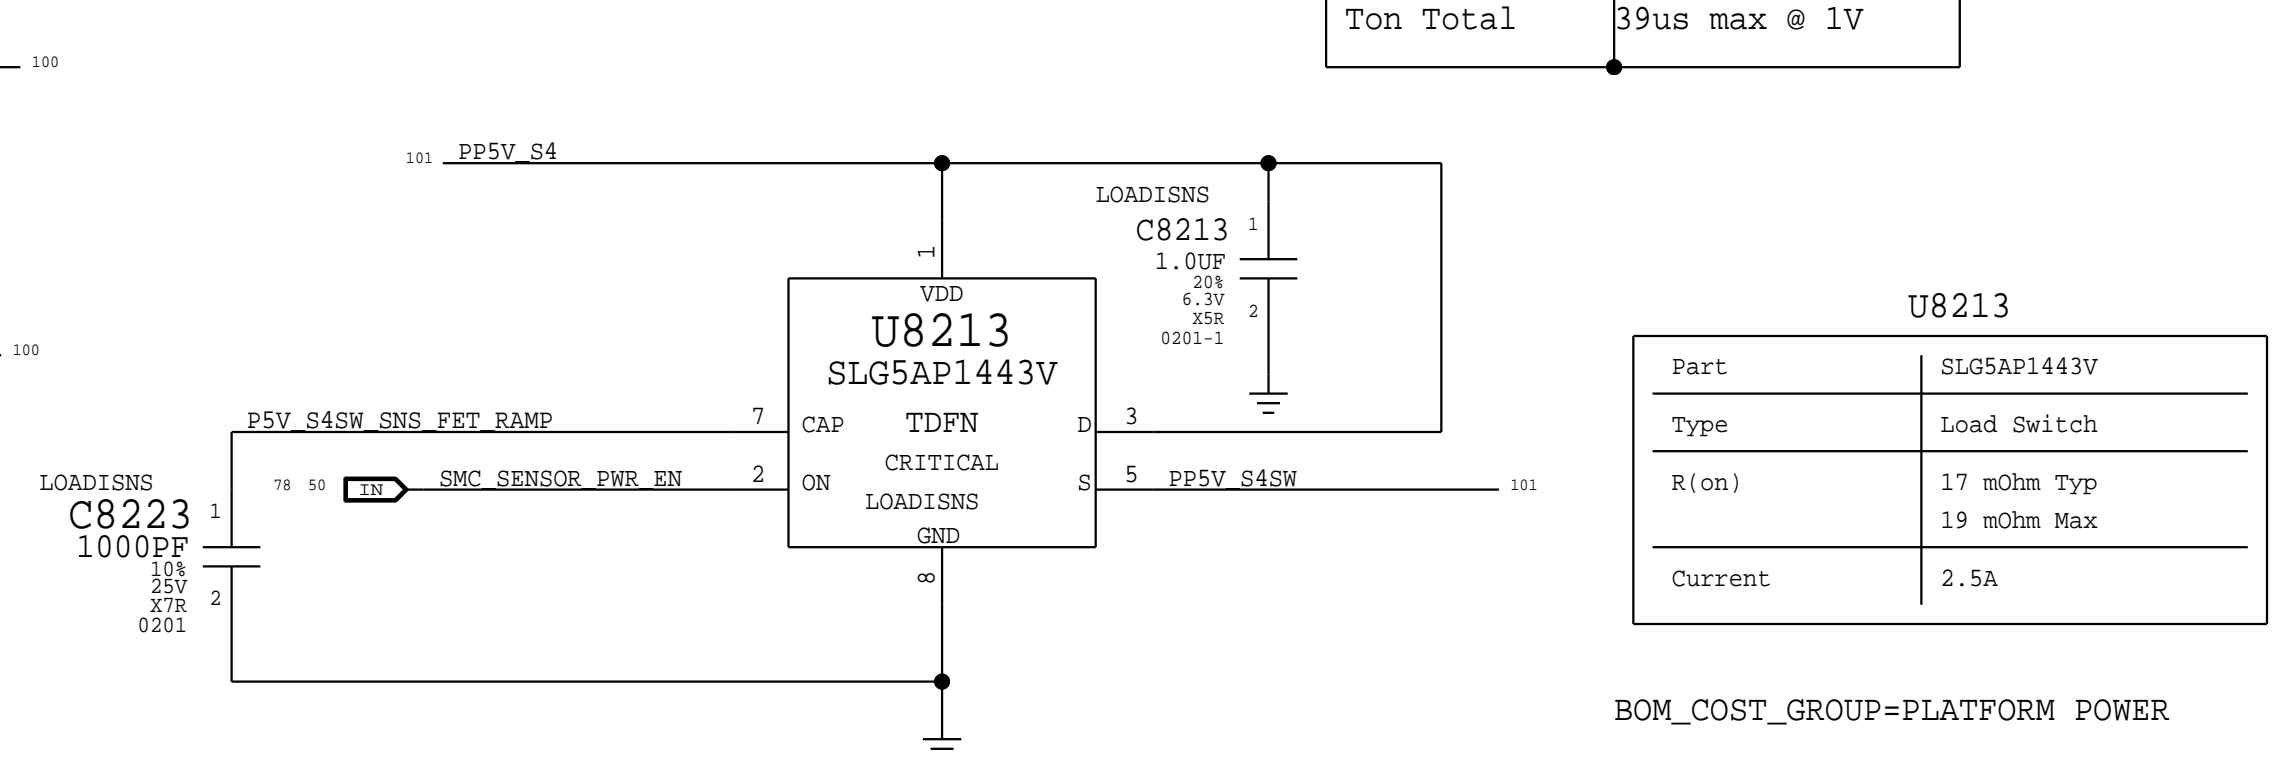 Ton Total 39us max @ 1V
100
101 PP5V_S4
LOADISNS
C8213 1
1.0UF
20%
6.3V
X5R
0201-1
2
1
VDD
U8213
SLG5AP1443V
TDFN
CRITICAL
LOADISNS
GND
CAP
ON
D
S
7
2
3
5
8
100
P5V_S4SW_SNS_FET_RAMP
78 50 IN SMC_SENSOR_PWR_EN
PP5V_S4SW 101
LOADISNS
C8223 1
1000PF
10%
25V
X7R
0201
2
U8213
Part SLG5AP1443V
Type Load Switch
R(on) 17 mOhm Typ
19 mOhm Max
Current 2.5A
BOM_COST_GROUP=PLATFORM POWER